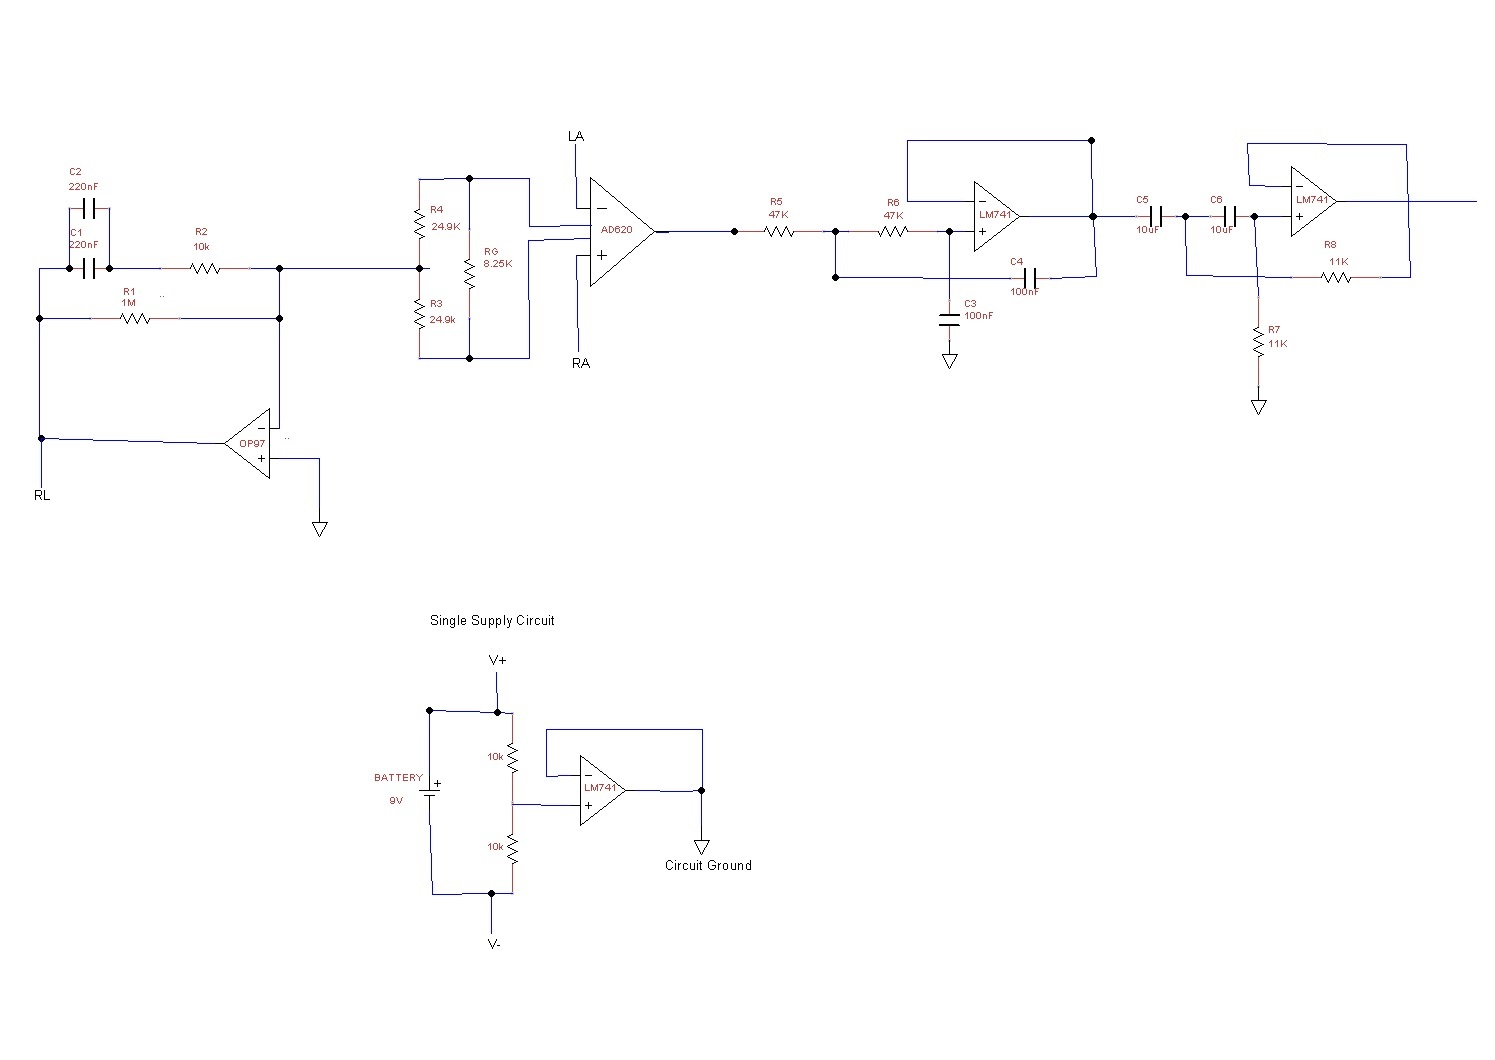 LA
C2
220nF
C1
220nF
R2
10k
R1
1M
R4
24.9K
RG
8.25K
R3
24.9k
−
AD620
+
RA
R5
47K
R6
47K
−
LM741
+
C4
100nF
C3
100nF
C5
10uF
C6
10uF
−
LM741
+
R8
11K
R7
11K
−
OP97
+
RL
Single Supply Circuit
V+
10k
BATTERY
+
9V
−
LM741
+
10k
Circuit Ground
V-